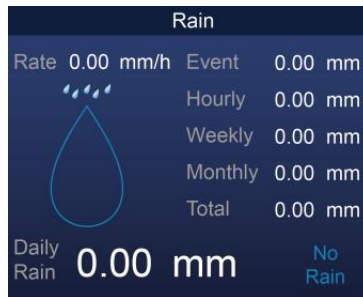 Rain
Rate 0.00 mm/h
Event 0.00 mm
Hourly 0.00 mm
Weekly 0.00 mm
Monthly 0.00 mm
Total 0.00 mm
Daily Rain 0.00 mm
No Rain